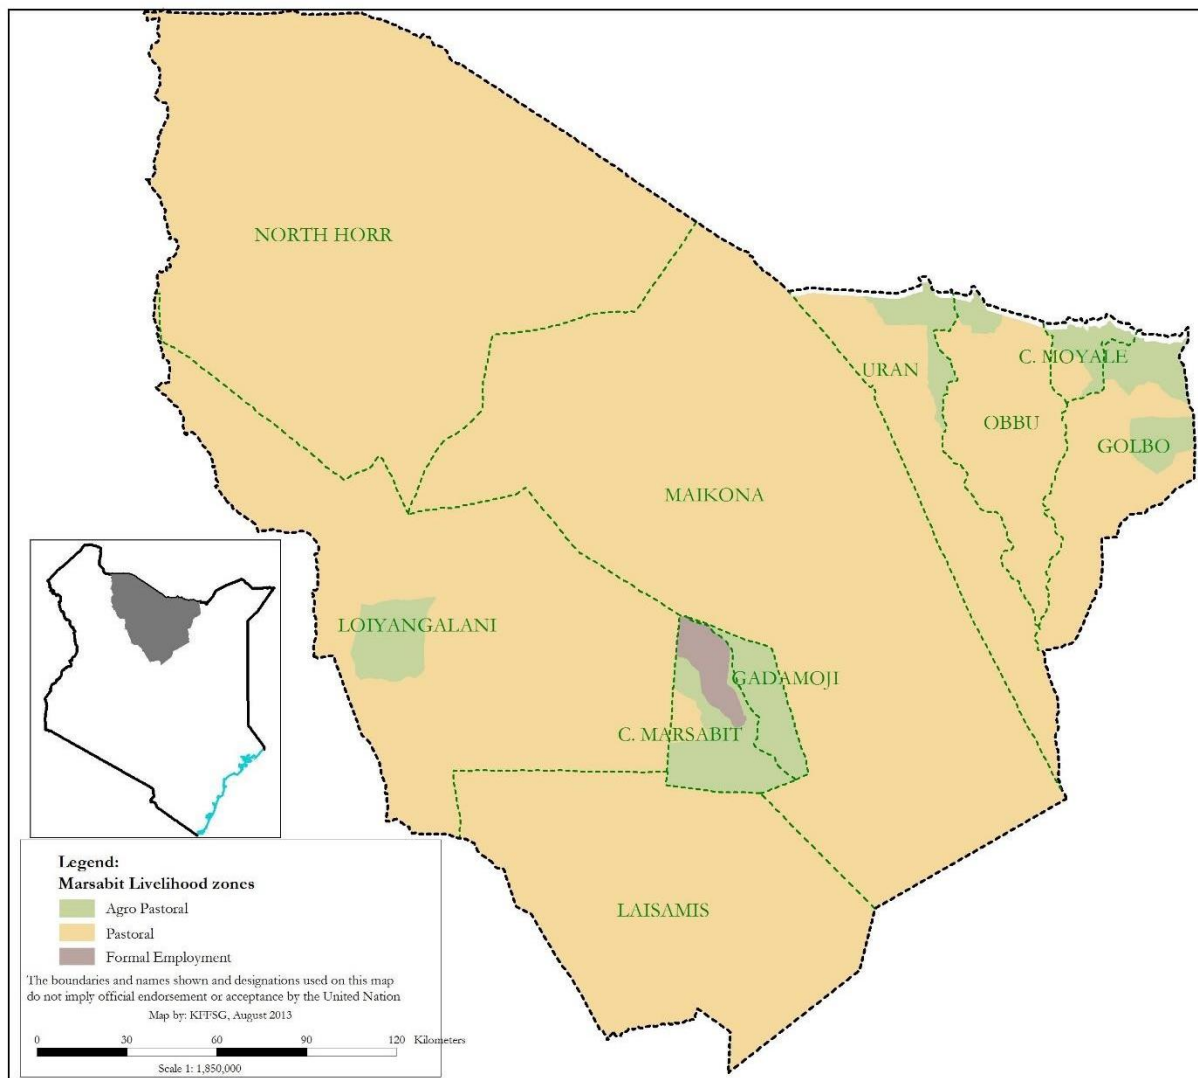 NORTH HORR
C. MOYALE
URAN
OBBU
GOLBO
MAIKONA
LOIYANGALANI
GADAMOJI
C. MARSABIT
LAISAMIS
Legend:
Marsabit Livelihood zones
Agro Pastoral
Pastoral
Formal Employment
The boundaries and names shown and designations used on this map
do not imply official endorsement or acceptance by the United Nation
Map by: KFFSG, August 2013
0 30 60 90 120 Kilometers
Scale 1: 1,850,000